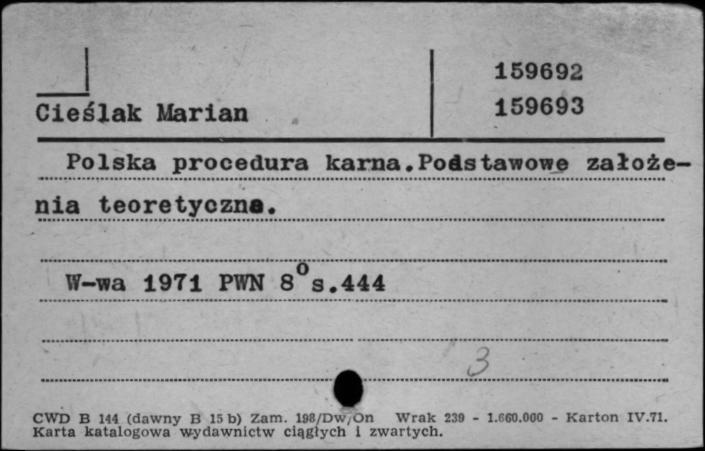 159692
Cieślak Marian 159693
Polska procedura karna.Podstawowe założe-
nia teoretyczne.
W-wa 1971 PWN 8° s.444
3
CWD B 144 (dawny B 15 b) Zam. 198/Dw/On Wrak 239 - 1.660.000 - Karton IV.71.
Karta katalogowa wydawnictw ciągłych i zwartych.